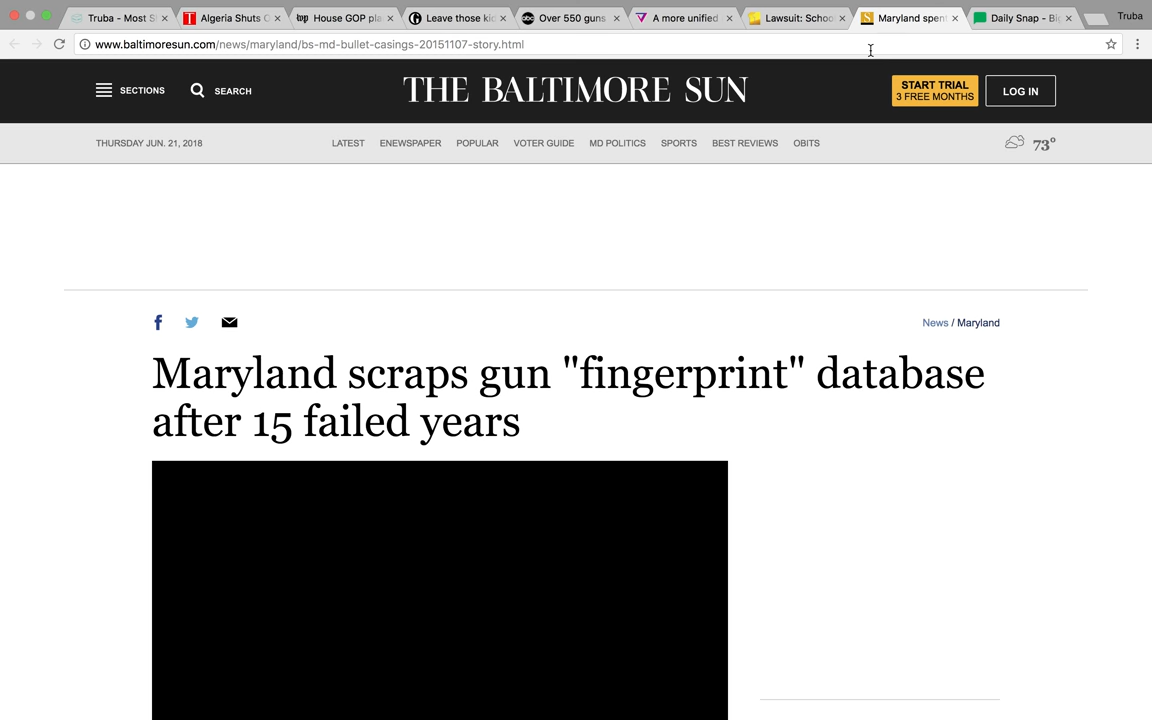 Truba - Most S
Algeria Shuts O
House GOP pla
Leave those kid
Over 550 guns
A more unified
Lawsuit: Schoo
Maryland spen
Daily Snap - Big
Truba
www.baltimoresun.com/news/maryland/bs-md-bullet-casings-20151107-story.html
SECTIONS
SEARCH
THE BALTIMORE SUN
START TRIAL
3 FREE MONTHS
LOG IN
THURSDAY JUN. 21, 2018
LATEST
ENEWSPAPER
POPULAR
VOTER GUIDE
MD POLITICS
SPORTS
BEST REVIEWS
OBITS
73°
News / Maryland
Maryland scraps gun "fingerprint" database
after 15 failed years